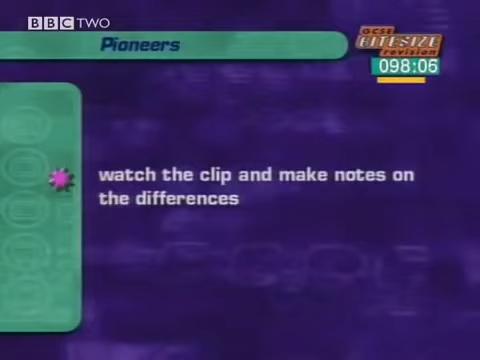 BBC TWO
Pioneers
GCSE
BITESIZE
revision
098:06
watch the clip and make notes on
the differences